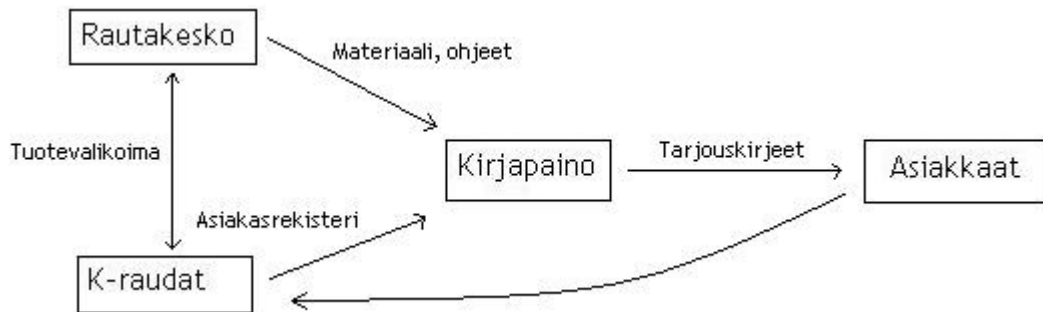 Rautakesko
Materiaali, ohjeet
Tuotevalikoima
Kirjapaino
Tarjouskirjeet
Asiakkaat
Asiakasrekisteri
K-raudat